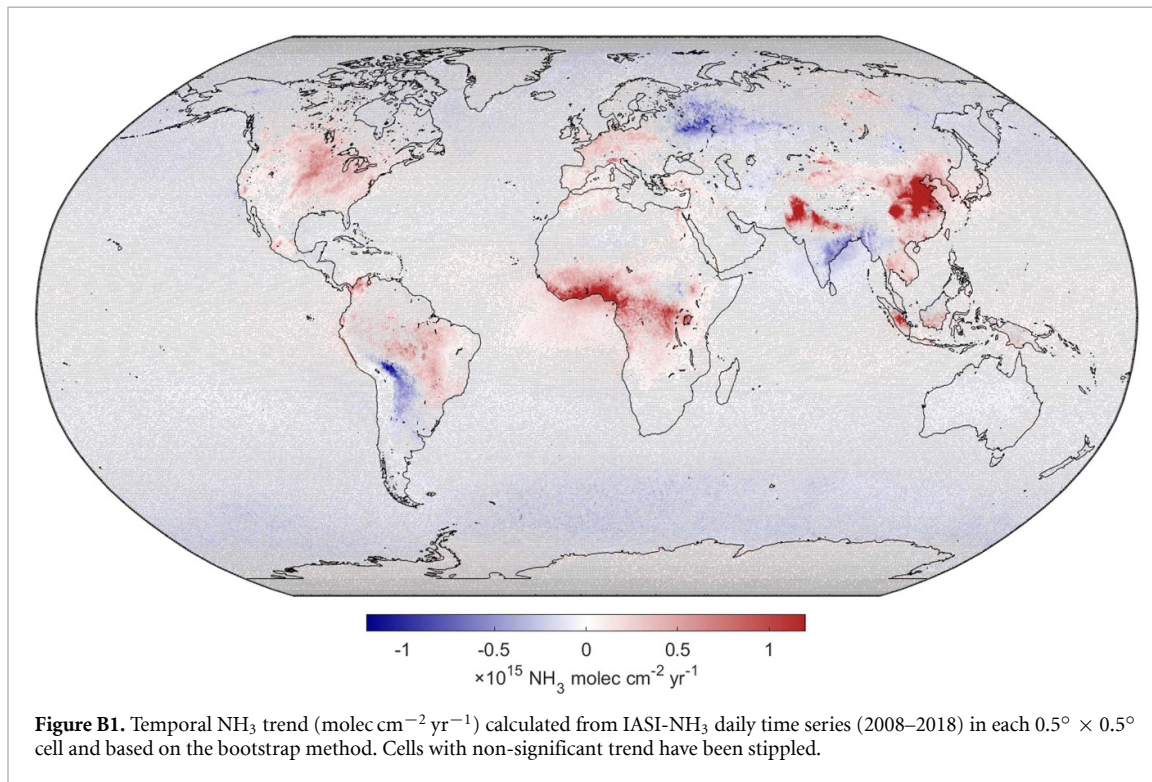 -1 -0.5 0 0.5 1
×10¹⁵ NH₃ molec cm⁻² yr⁻¹
Figure B1. Temporal NH₃ trend (molec cm⁻² yr⁻¹) calculated from IASI-NH₃ daily time series (2008–2018) in each 0.5° × 0.5°
cell and based on the bootstrap method. Cells with non-significant trend have been stippled.